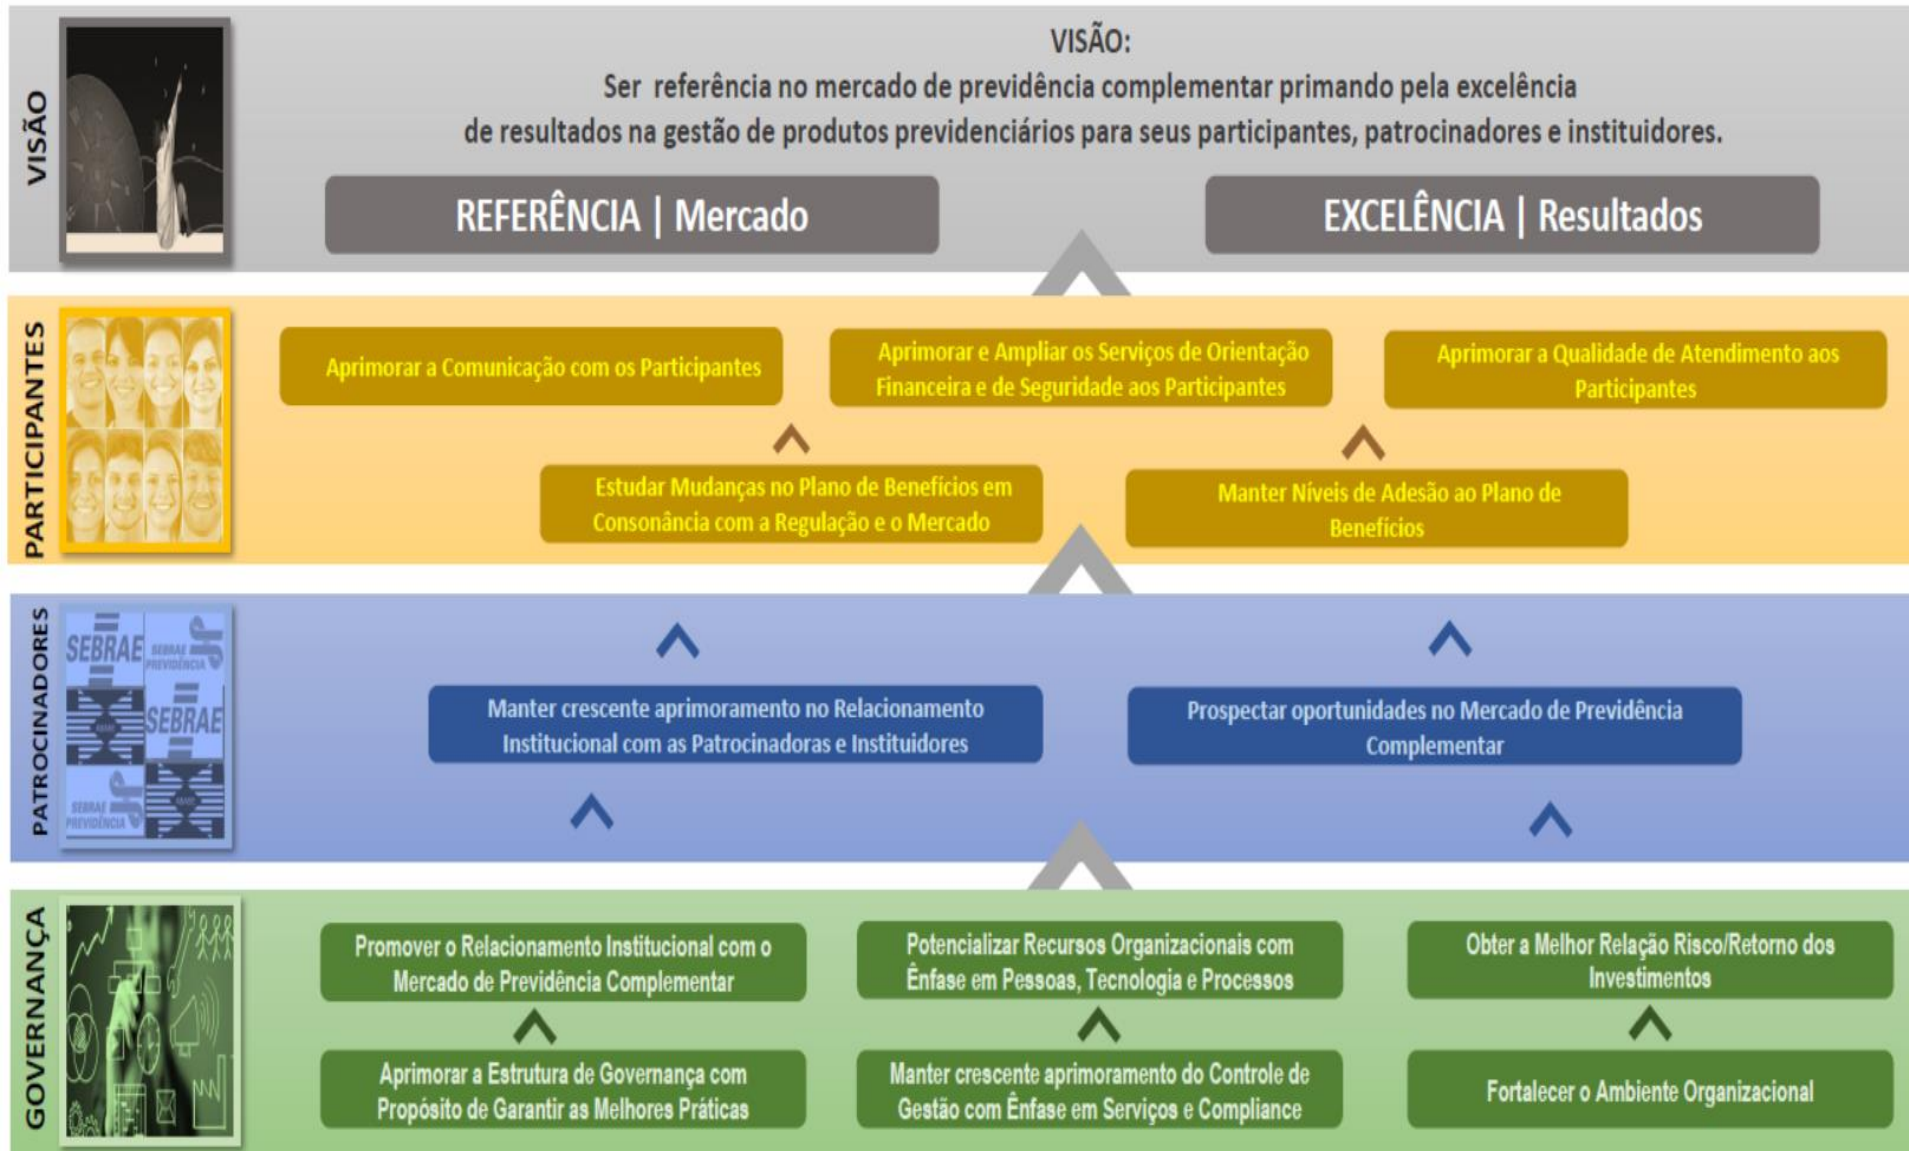 VISÃO
VISÃO:
Ser referência no mercado de previdência complementar primando pela excelência
de resultados na gestão de produtos previdenciários para seus participantes, patrocinadores e instituidores.
REFERÊNCIA | Mercado
EXCELÊNCIA | Resultados
PARTICIPANTES
Aprimorar a Comunicação com os Participantes
Aprimorar e Ampliar os Serviços de Orientação
Financeira e de Seguridade aos Participantes
Aprimorar a Qualidade de Atendimento aos
Participantes
Estudar Mudanças no Plano de Benefícios em
Consonância com a Regulação e o Mercado
Manter Níveis de Adesão ao Plano de
Benefícios
PATROCINADORES
SEBRAE
SEBRAE
PREVIDÊNCIA
SEBRAE
SEBRAE
PREVIDÊNCIA
Manter crescente aprimoramento no Relacionamento
Institucional com as Patrocinadoras e Instituidores
Prospectar oportunidades no Mercado de Previdência
Complementar
GOVERNANÇA
Promover o Relacionamento Institucional com o
Mercado de Previdência Complementar
Potencializar Recursos Organizacionais com
Ênfase em Pessoas, Tecnologia e Processos
Obter a Melhor Relação Risco/Retorno dos
Investimentos
Aprimorar a Estrutura de Governança com
Propósito de Garantir as Melhores Práticas
Manter crescente aprimoramento do Controle de
Gestão com Ênfase em Serviços e Compliance
Fortalecer o Ambiente Organizacional